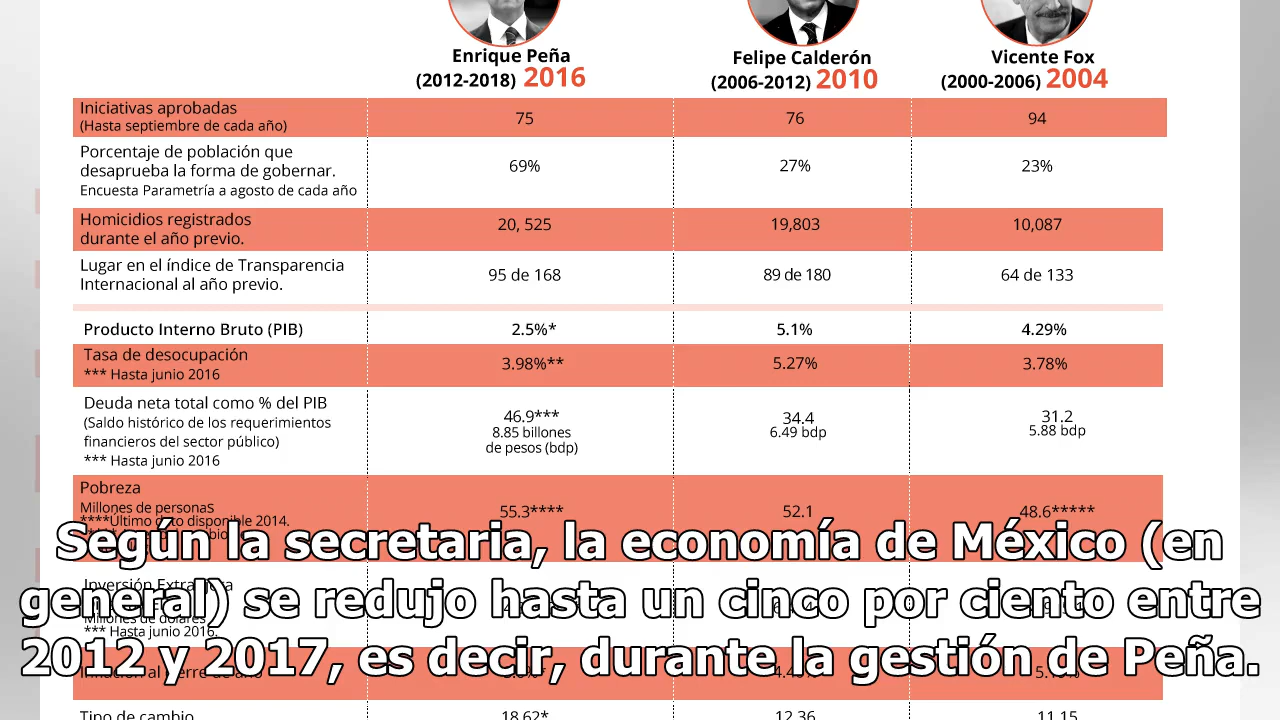 Enrique Peña
(2012-2018) 2016
Felipe Calderón
(2006-2012) 2010
Vicente Fox
(2000-2006) 2004
Iniciativas aprobadas
(Hasta septiembre de cada año)
75
76
94
Porcentaje de población que
desaprueba la forma de gobernar.
Encuesta Parametría a agosto de cada año
69%
27%
23%
Homicidios registrados
durante el año previo.
20, 525
19,803
10,087
Lugar en el índice de Transparencia
Internacional al año previo.
95 de 168
89 de 180
64 de 133
Producto Interno Bruto (PIB)
2.5%*
5.1%
4.29%
Tasa de desocupación
*** Hasta junio 2016
3.98%**
5.27%
3.78%
Deuda neta total como % del PIB
(Saldo histórico de los requerimientos
financieros del sector público)
*** Hasta junio 2016
46.9***
8.85 billones
de pesos (bdp)
34.4
6.49 bdp
31.2
5.88 bdp
Pobreza
Millones de personas
****Último dato disponible 2014.
55.3****
52.1
48.6*****
Según la secretaria, la economía de México (en
general) se redujo hasta un cinco por ciento entre
2012 y 2017, es decir, durante la gestión de Peña.
Millones de dólares
*** Hasta junio 2016.
Tipo de cambio
18.62*
12.36
11.15